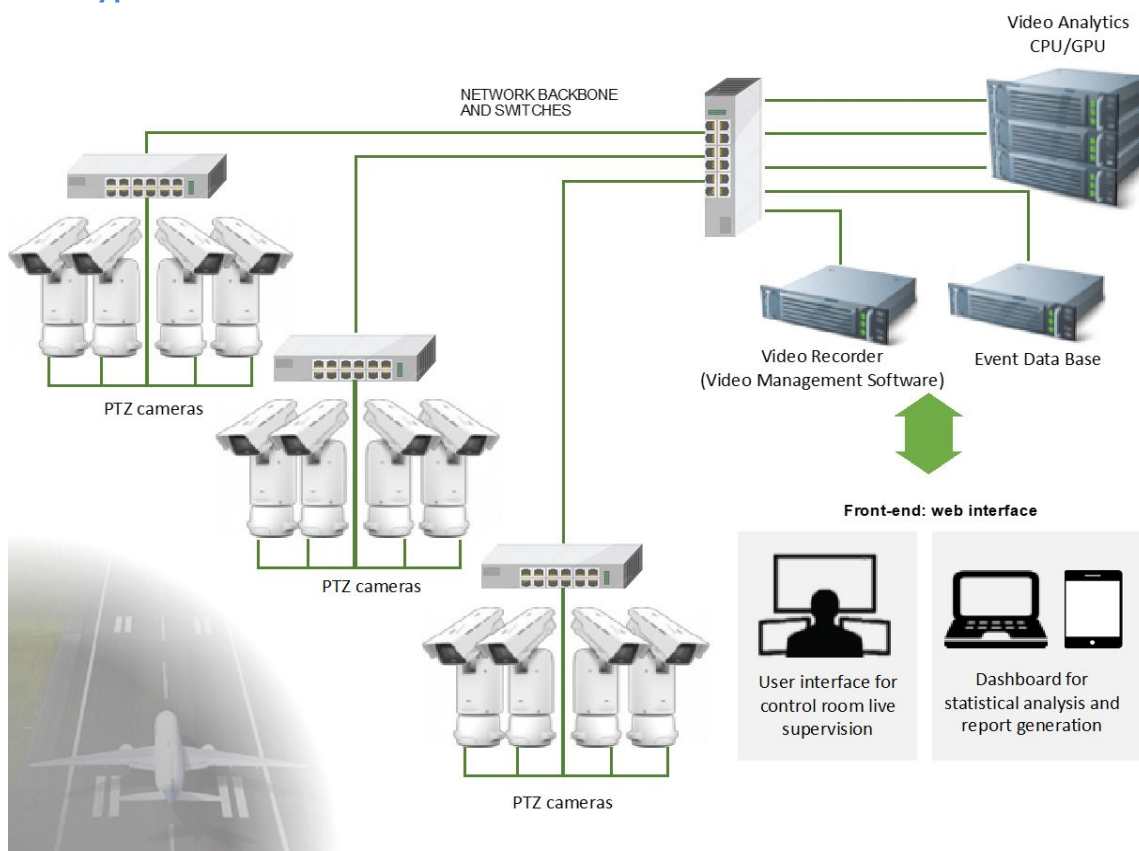 Video Analytics
CPU/GPU
NETWORK BACKBONE
AND SWITCHES
PTZ cameras
Video Recorder
(Video Management Software)
Event Data Base
PTZ cameras
Front-end: web interface
User interface for
control room live
supervision
Dashboard for
statistical analysis and
report generation
PTZ cameras